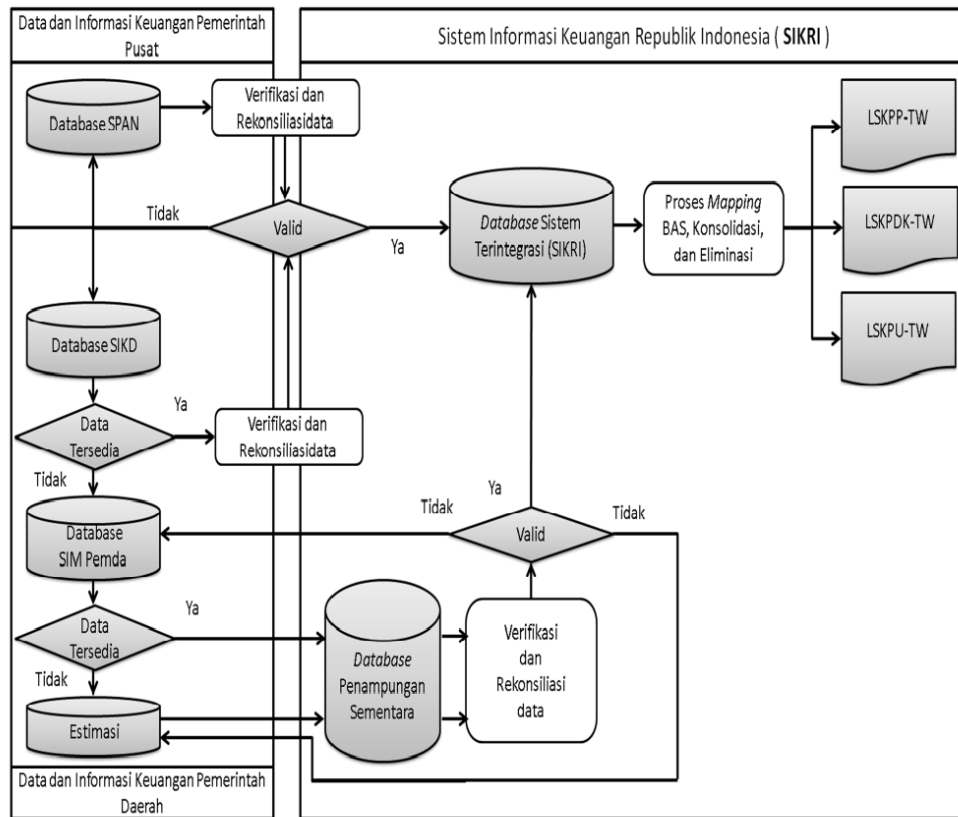 Data dan Informasi Keuangan Pemerintah
Pusat
Sistem Informasi Keuangan Republik Indonesia ( SIKRI )
Database SPAN
Verifikasi dan
Rekonsiliasidata
LSKPP-TW
Tidak
Valid
Ya
Database Sistem
Terintegrasi (SIKRI)
Proses Mapping
BAS, Konsolidasi,
dan Eliminasi
LSKPDK-TW
Database SIKD
LSKPU-TW
Data
Tersedia
Ya
Verifikasi dan
Rekonsiliasidata
Tidak
Database
SIM Pemda
Tidak
Ya
Valid
Tidak
Data
Tersedia
Ya
Database
Penampungan
Sementara
Verifikasi
dan
Rekonsiliasi
data
Tidak
Estimasi
Data dan Informasi Keuangan Pemerintah
Daerah